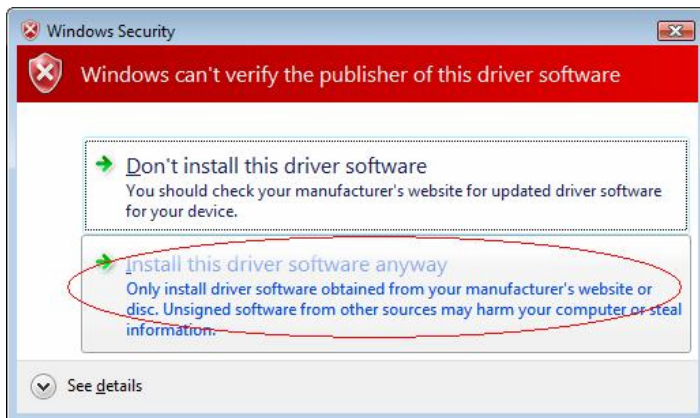 Windows Security
Windows can't verify the publisher of this driver software
Don't install this driver software
You should check your manufacturer's website for updated driver software
for your device.
Install this driver software anyway
Only install driver software obtained from your manufacturer's website or
disc. Unsigned software from other sources may harm your computer or steal
information.
See details